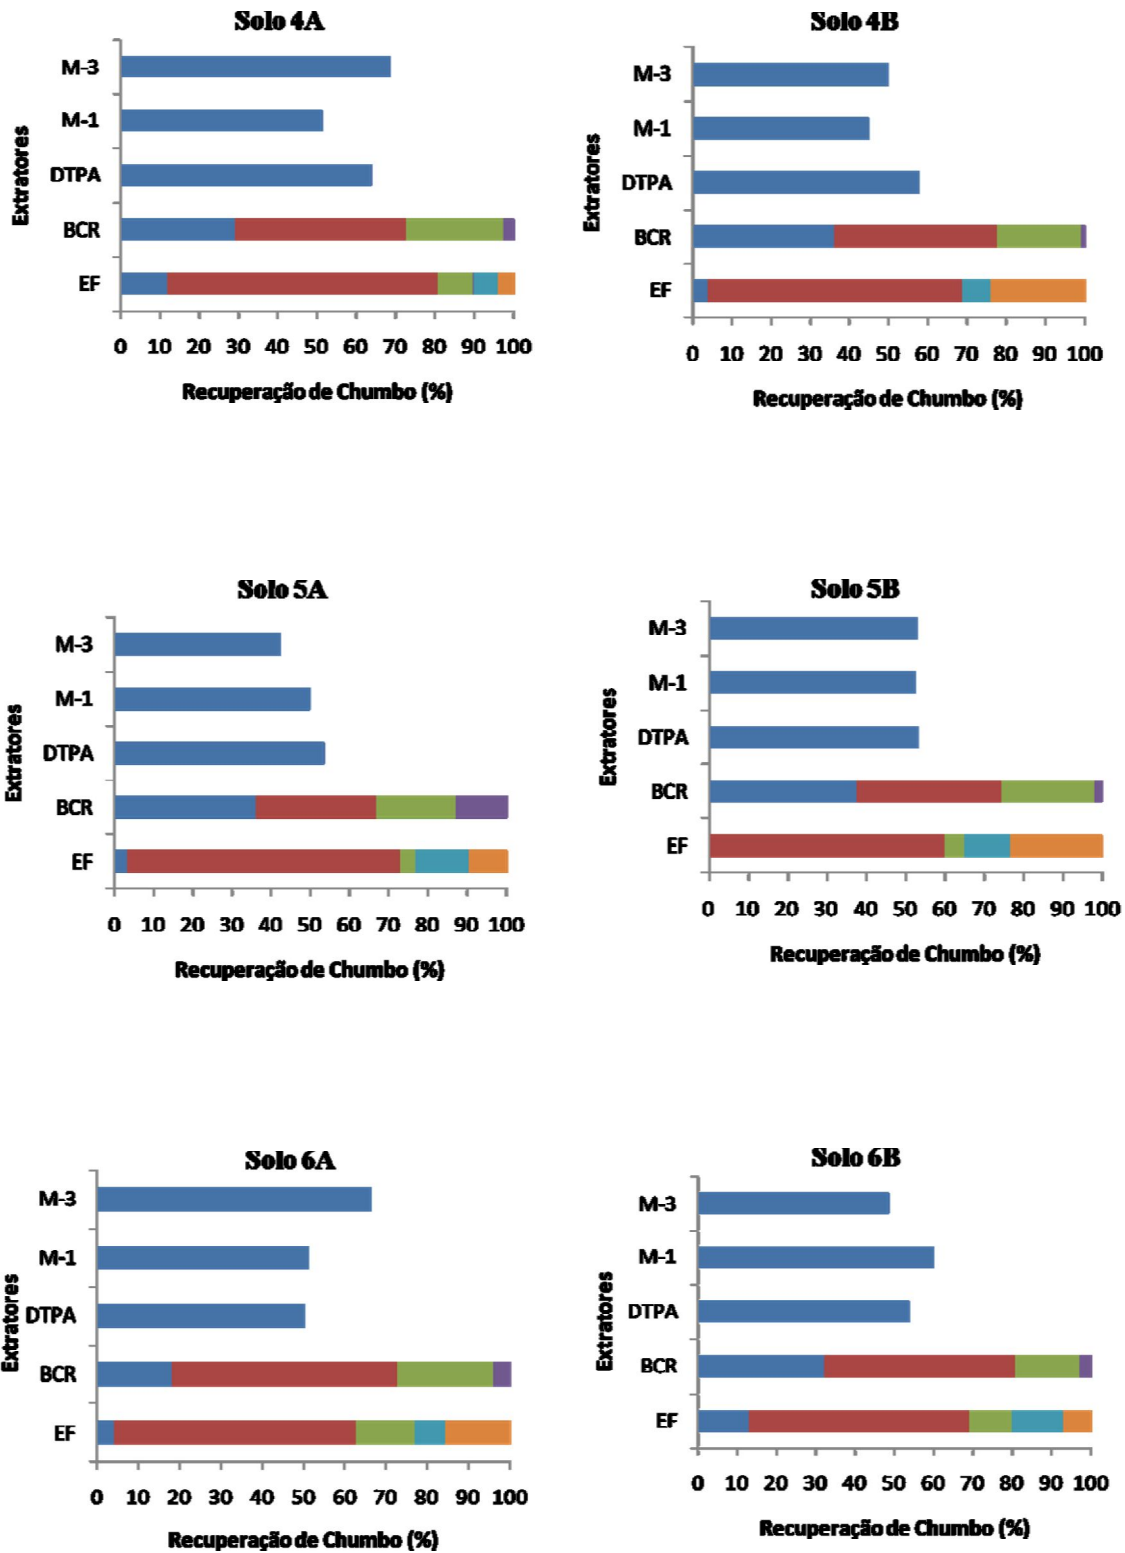 Solo 4A
Extratores
M-3
M-1
DTPA
BCR
EF
0 10 20 30 40 50 60 70 80 90 100
Recuperação de Chumbo (%)
Solo 4B
Extratores
M-3
M-1
DTPA
BCR
EF
0 10 20 30 40 50 60 70 80 90 100
Recuperação de Chumbo (%)
Solo 5A
Extratores
M-3
M-1
DTPA
BCR
EF
0 10 20 30 40 50 60 70 80 90 100
Recuperação de Chumbo (%)
Solo 5B
Extratores
M-3
M-1
DTPA
BCR
EF
0 10 20 30 40 50 60 70 80 90 100
Recuperação de Chumbo (%)
Solo 6A
Extratores
M-3
M-1
DTPA
BCR
EF
0 10 20 30 40 50 60 70 80 90 100
Recuperação de Chumbo (%)
Solo 6B
Extratores
M-3
M-1
DTPA
BCR
EF
0 10 20 30 40 50 60 70 80 90 100
Recuperação de Chumbo (%)